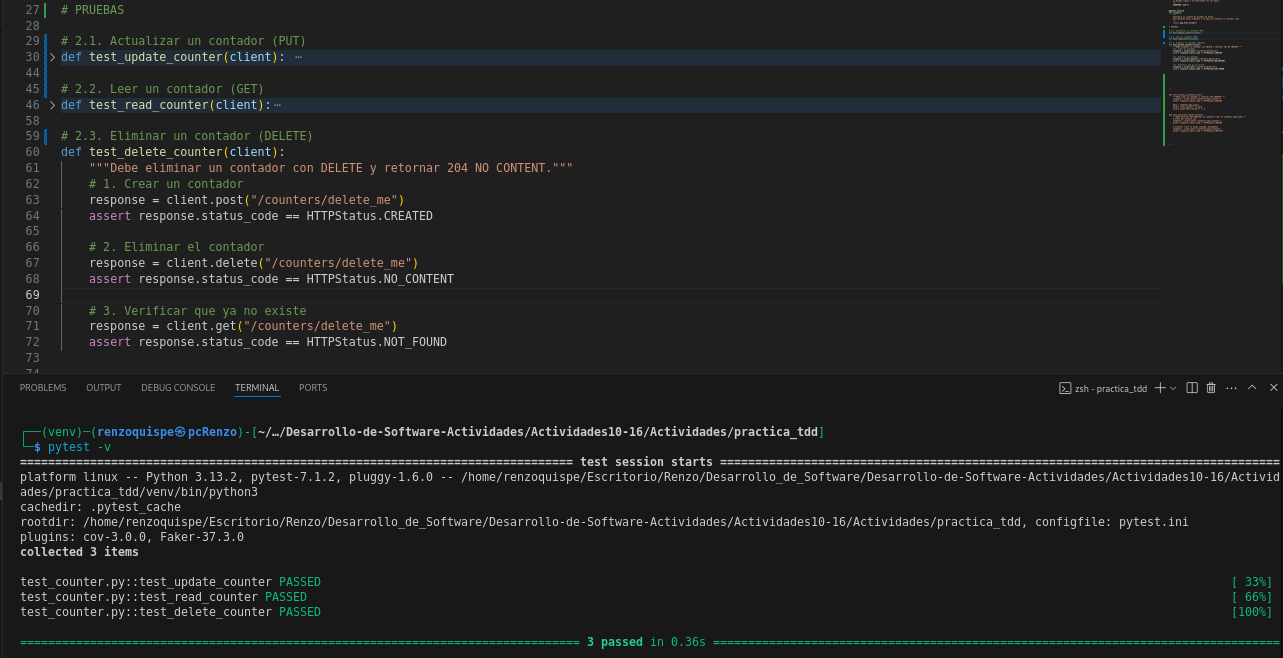 27 # PRUEBAS
28
29 # 2.1. Actualizar un contador (PUT)
30 > def test_update_counter(client): ⋯
44
45 # 2.2. Leer un contador (GET)
46 > def test_read_counter(client):⋯
58
59 # 2.3. Eliminar un contador (DELETE)
60 def test_delete_counter(client):
61     """Debe eliminar un contador con DELETE y retornar 204 NO CONTENT."""
62     # 1. Crear un contador
63     response = client.post("/counters/delete_me")
64     assert response.status_code == HTTPStatus.CREATED
65
66     # 2. Eliminar el contador
67     response = client.delete("/counters/delete_me")
68     assert response.status_code == HTTPStatus.NO_CONTENT
69
70     # 3. Verificar que ya no existe
71     response = client.get("/counters/delete_me")
72     assert response.status_code == HTTPStatus.NOT_FOUND
73
74
PROBLEMS OUTPUT DEBUG CONSOLE TERMINAL PORTS zsh - practica_tdd
┌──(venv)─(renzoquispe㉿pcRenzo)-[~/…/Desarrollo-de-Software-Actividades/Actividades10-16/Actividades/practica_tdd]
└─$ pytest -v
=============================================================================== test session starts ================================================================================
platform linux -- Python 3.13.2, pytest-7.1.2, pluggy-1.6.0 -- /home/renzoquispe/Escritorio/Renzo/Desarrollo_de_Software/Desarrollo-de-Software-Actividades/Actividades10-16/Activid
ades/practica_tdd/venv/bin/python3
cachedir: .pytest_cache
rootdir: /home/renzoquispe/Escritorio/Renzo/Desarrollo_de_Software/Desarrollo-de-Software-Actividades/Actividades10-16/Actividades/practica_tdd, configfile: pytest.ini
plugins: cov-3.0.0, Faker-37.3.0
collected 3 items

test_counter.py::test_update_counter PASSED [ 33%]
test_counter.py::test_read_counter PASSED [ 66%]
test_counter.py::test_delete_counter PASSED [100%]

================================================================================ 3 passed in 0.36s =================================================================================